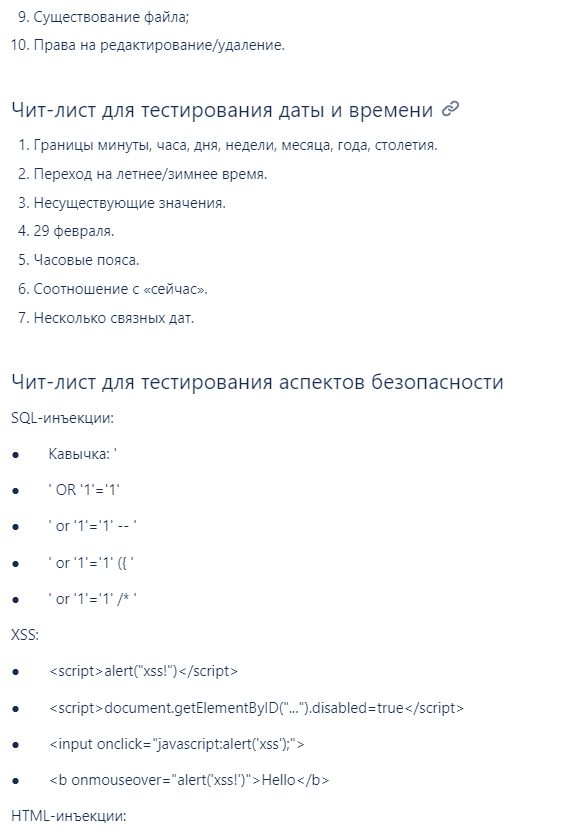 9. Существование файла;
10. Права на редактирование/удаление.
Чит-лист для тестирования даты и времени
1. Границы минуты, часа, дня, недели, месяца, года, столетия.
2. Переход на летнее/зимнее время.
3. Несуществующие значения.
4. 29 февраля.
5. Часовые пояса.
6. Соотношение с «сейчас».
7. Несколько связных дат.
Чит-лист для тестирования аспектов безопасности
SQL-инъекции:
● Кавычка: '
● ' OR '1'='1'
● ' or '1'='1' -- '
● ' or '1'='1' ({ '
● ' or '1'='1' /* '
XSS:
● <script>alert("xss!")</script>
● <script>document.getElementByID("...").disabled=true</script>
● <input onclick="javascript:alert('xss');">
● <b onmouseover="alert('xss!')">Hello</b>
HTML-инъекции: